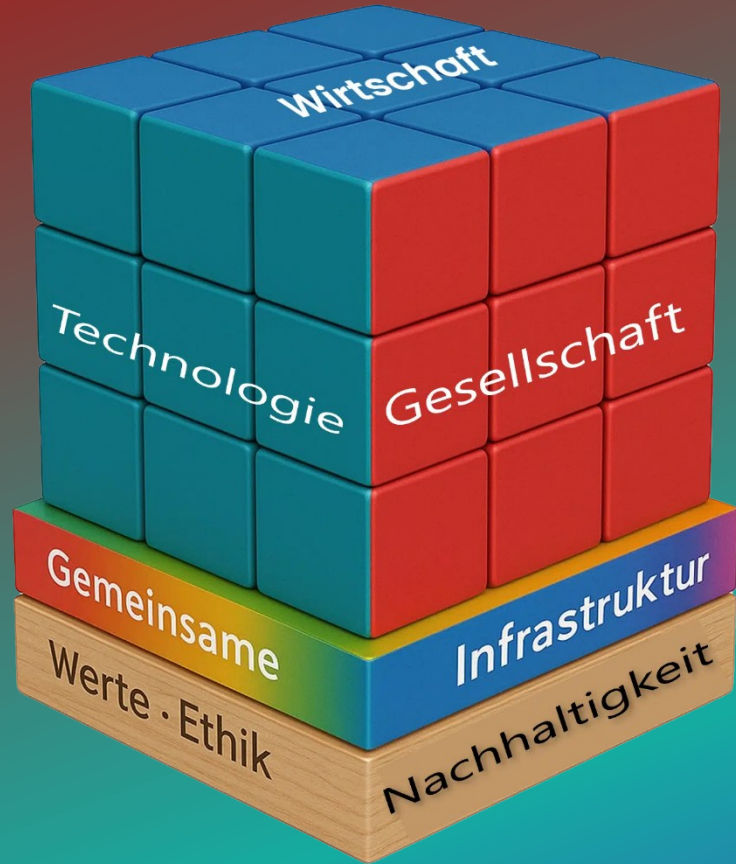 Wirtschaft
Technologie
Gesellschaft
Gemeinsame
Infrastruktur
Werte · Ethik
Nachhaltigkeit